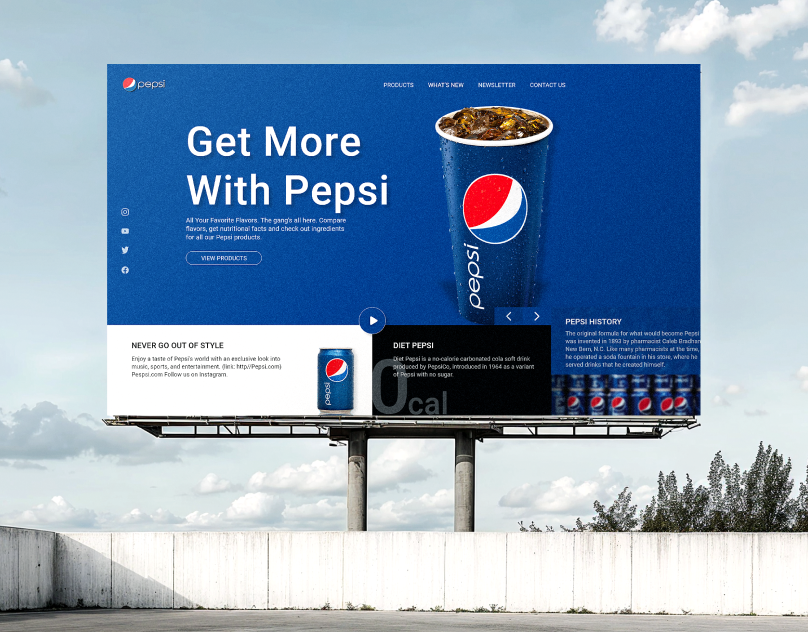 pepsi
PRODUCTS WHAT'S NEW NEWSLETTER CONTACT US
Get More
With Pepsi
All Your Favorite Flavors. The gang's all here. Compare
flavors, get nutritional facts and check out ingredients
for all our Pepsi products.
VIEW PRODUCTS
pepsi
NEVER GO OUT OF STYLE
Enjoy a taste of Pepsi's world with an exclusive look into
music, sports, and entertainment. (link: http//Pepsi.com)
Pespsi.com Follow us on Instagram.
pepsi
DIET PEPSI
Diet Pepsi is a no-calorie carbonated cola soft drink
produced by PepsiCo, introduced in 1964 as a variant
of Pepsi with no sugar.
0cal
PEPSI HISTORY
The original formula for what would become Pepsi
was invented in 1893 by pharmacist Caleb Bradham
New Bern, N.C. Like many pharmacists at the time,
he operated a soda fountain in his store, where he
served drinks that he created himself.